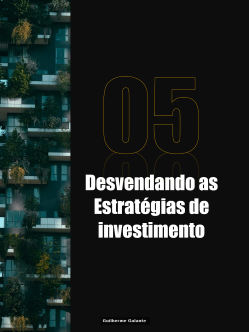 05
Desvendando as
Estratégias de
investimento
Guilherme Galante